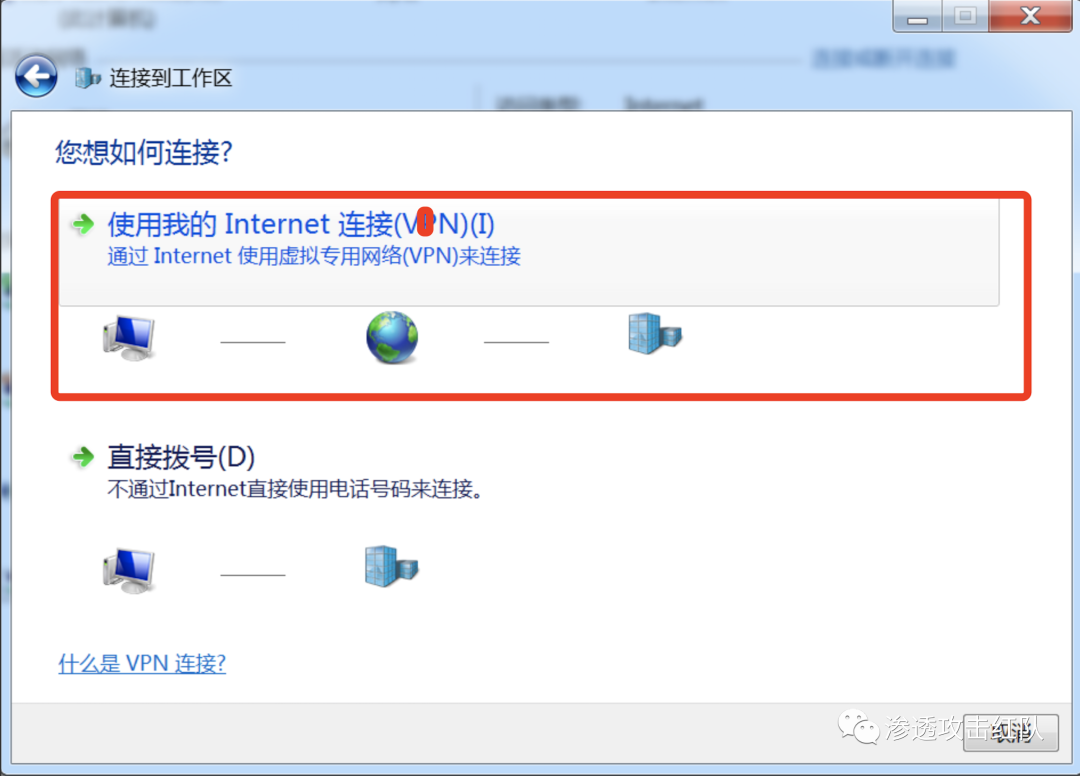 连接到工作区
您想如何连接?
使用我的 Internet 连接(VPN)(I)
通过 Internet 使用虚拟专用网络(VPN)来连接
直接拨号(D)
不通过Internet直接使用电话号码来连接。
什么是 VPN 连接?
渗透攻击红队
取消